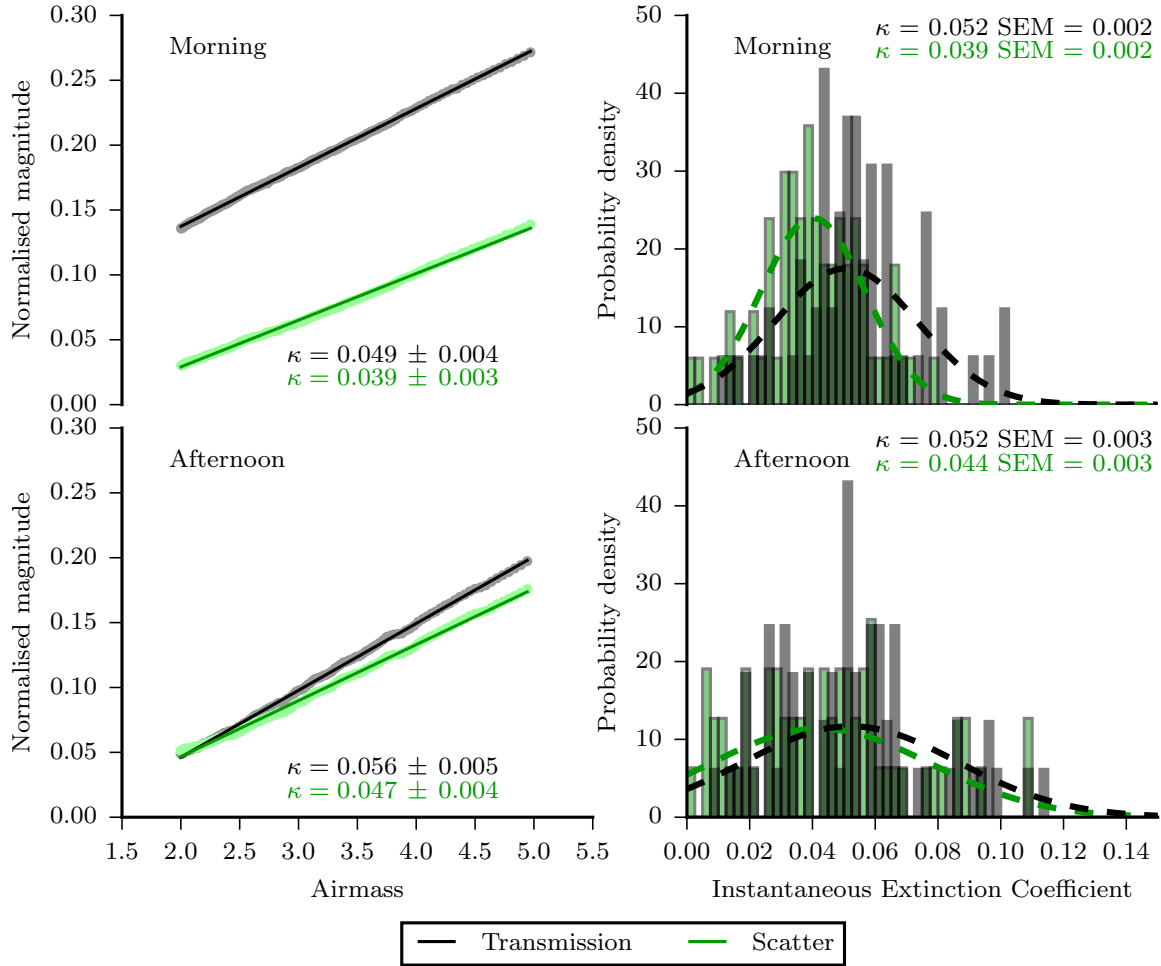 Morning
0.30
0.25
0.20
0.15
0.10
0.05
0.00
Normalised magnitude
κ = 0.049 ± 0.004
κ = 0.039 ± 0.003
Morning
κ = 0.052 SEM = 0.002
κ = 0.039 SEM = 0.002
50
40
30
20
10
0
Probability density
Afternoon
0.30
0.25
0.20
0.15
0.10
0.05
0.00
Normalised magnitude
κ = 0.056 ± 0.005
κ = 0.047 ± 0.004
1.5 2.0 2.5 3.0 3.5 4.0 4.5 5.0 5.5
Airmass
Afternoon
κ = 0.052 SEM = 0.003
κ = 0.044 SEM = 0.003
50
40
30
20
10
0
Probability density
0.00 0.02 0.04 0.06 0.08 0.10 0.12 0.14
Instantaneous Extinction Coefficient
Transmission Scatter